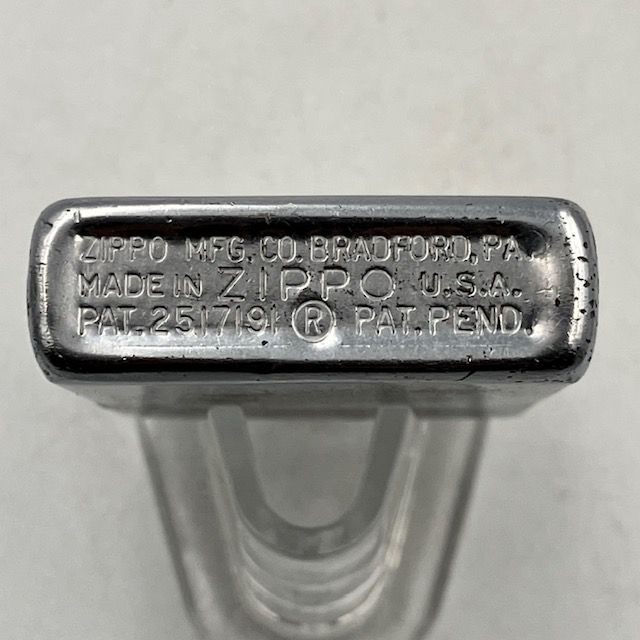 ZIPPO MFG. CO. BRADFORD, PA.
MADE IN ZIPPO U.S.A.
PAT. 2517191 ® PAT. PEND.